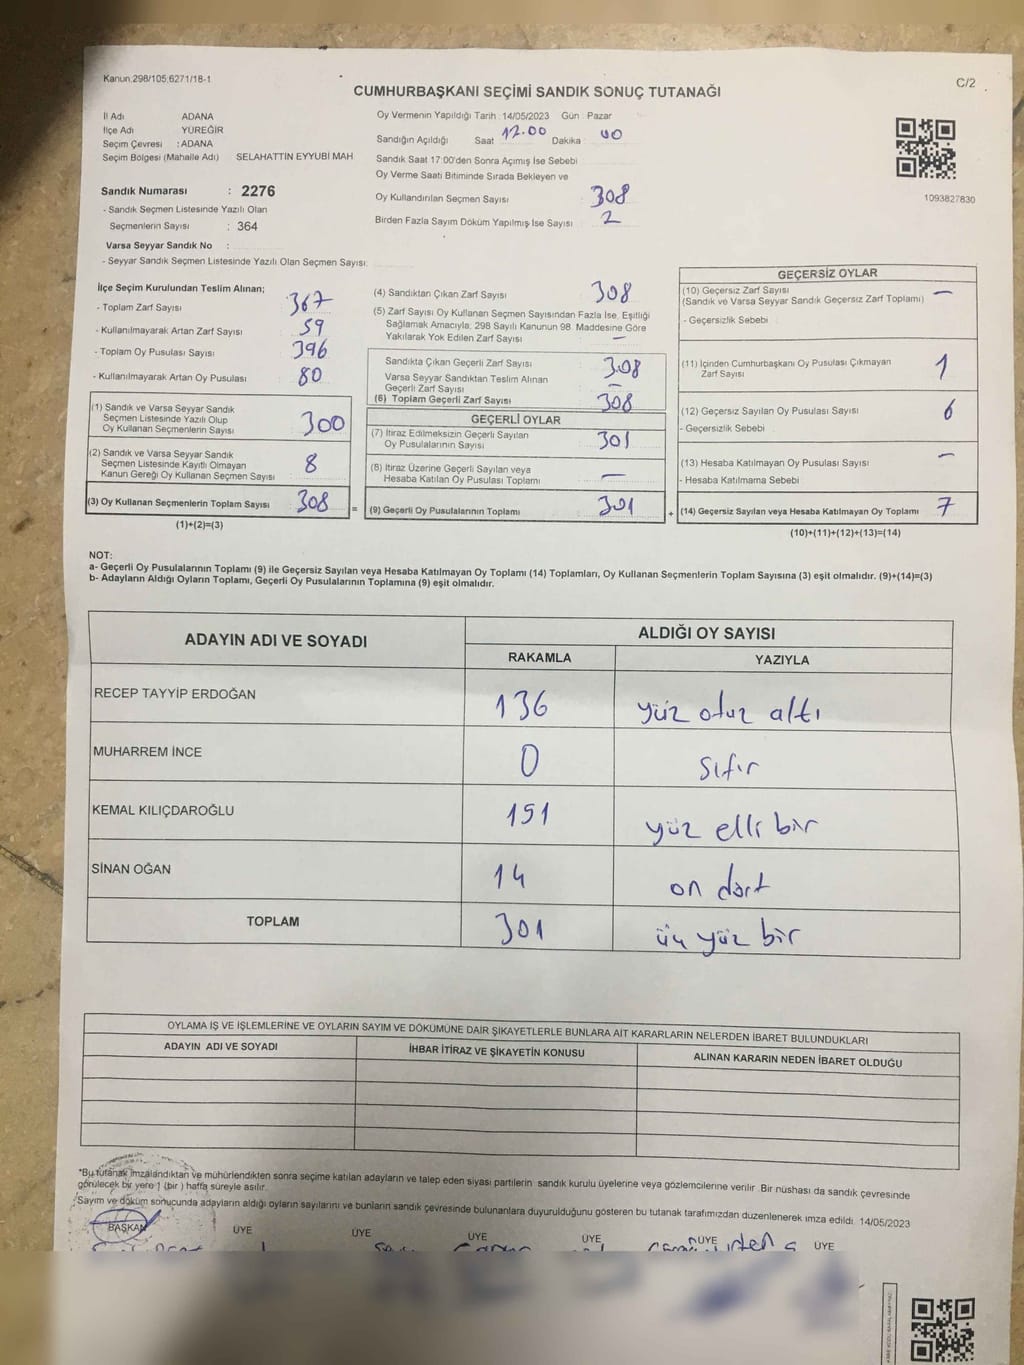 Kanun;298/105;6271/18-1
C/2
CUMHURBAŞKANI SEÇİMİ SANDIK SONUÇ TUTANAĞI
İl Adı ADANA
İlçe Adı YÜREĞİR
Seçim Çevresi : ADANA
Seçim Bölgesi (Mahalle Adı) SELAHATTİN EYYUBİ MAH
Sandık Numarası : 2276
- Sandık Seçmen Listesinde Yazılı Olan
Seçmenlerin Sayısı : 364
Varsa Seyyar Sandık No :
- Seyyar Sandık Seçmen Listesinde Yazılı Olan Seçmen Sayısı:
Oy Vermenin Yapıldığı Tarih : 14/05/2023 Gün : Pazar
Sandığın Açıldığı Saat 17.00 Dakika 00
Sandık Saat 17:00'den Sonra Açımış İse Sebebi
Oy Verme Saati Bitiminde Sırada Bekleyen ve
Oy Kullandırılan Seçmen Sayısı : 308
Birden Fazla Sayım Döküm Yapılmış İse Sayısı : 2
1093827830
İlçe Seçim Kurulundan Teslim Alınan;
- Toplam Zarf Sayısı : 367
- Kullanılmayarak Artan Zarf Sayısı : 59
- Toplam Oy Pusulası Sayısı : 396
- Kullanılmayarak Artan Oy Pusulası : 80
(1) Sandık ve Varsa Seyyar Sandık
Seçmen Listesinde Yazılı Olup
Oy Kullanan Seçmenlerin Sayısı : 300
(2) Sandık ve Varsa Seyyar Sandık
Seçmen Listesinde Kayıtlı Olmayan
Kanun Gereği Oy Kullanan Seçmen Sayısı : 8
(3) Oy Kullanan Seçmenlerin Toplam Sayısı : 308
(1)+(2)=(3)
(4) Sandıktan Çıkan Zarf Sayısı : 308
(5) Zarf Sayısı Oy Kullanan Seçmen Sayısından Fazla İse, Eşitliği
Sağlamak Amacıyla; 298 Sayılı Kanunun 98. Maddesine Göre
Yakılarak Yok Edilen Zarf Sayısı : —
Sandıkta Çıkan Geçerli Zarf Sayısı : 308
Varsa Seyyar Sandıktan Teslim Alınan
Geçerli Zarf Sayısı : —
(6) Toplam Geçerli Zarf Sayısı : 308
GEÇERLİ OYLAR
(7) İtiraz Edilmeksizin Geçerli Sayılan
Oy Pusulalarının Sayısı : 301
(8) İtiraz Üzerine Geçerli Sayılan veya
Hesaba Katılan Oy Pusulası Toplamı : —
= (9) Geçerli Oy Pusulalarının Toplamı : 301
GEÇERSİZ OYLAR
(10) Geçersiz Zarf Sayısı : —
(Sandık ve Varsa Seyyar Sandık Geçersiz Zarf Toplamı)
- Geçersizlik Sebebi :
(11) İçinden Cumhurbaşkanı Oy Pusulası Çıkmayan
Zarf Sayısı : 1
(12) Geçersiz Sayılan Oy Pusulası Sayısı : 6
- Geçersizlik Sebebi :
(13) Hesaba Katılmayan Oy Pusulası Sayısı : —
- Hesaba Katılmama Sebebi :
+ (14) Geçersiz Sayılan veya Hesaba Katılmayan Oy Toplamı : 7
(10)+(11)+(12)+(13)=(14)
NOT:
a- Geçerli Oy Pusulalarının Toplamı (9) ile Geçersiz Sayılan veya Hesaba Katılmayan Oy Toplamı (14) Toplamları, Oy Kullanan Seçmenlerin Toplam Sayısına (3) eşit olmalıdır. (9)+(14)=(3)
b- Adayların Aldığı Oyların Toplamı, Geçerli Oy Pusulalarının Toplamına (9) eşit olmalıdır.
ADAYIN ADI VE SOYADI ALDIĞI OY SAYISI
RAKAMLA YAZIYLA
RECEP TAYYİP ERDOĞAN 136 yüz otuz altı
MUHARREM İNCE 0 sıfır
KEMAL KILIÇDAROĞLU 151 yüz elli bir
SİNAN OĞAN 14 on dört
TOPLAM 301 üç yüz bir
OYLAMA İŞ VE İŞLEMLERİNE VE OYLARIN SAYIM VE DÖKÜMÜNE DAİR ŞİKAYETLERLE BUNLARA AİT KARARLARIN NELERDEN İBARET BULUNDUKLARI
ADAYIN ADI VE SOYADI İHBAR İTİRAZ VE ŞİKAYETİN KONUSU ALINAN KARARIN NEDEN İBARET OLDUĞU
*Bu tutanak imzalandıktan ve mühürlendikten sonra seçime katılan adayların ve talep eden siyasi partilerin sandık kurulu üyelerine veya gözlemcilerine verilir. Bir nüshası da sandık çevresinde
görülecek bir yere 1 (bir) hafta süreyle asılır.
Sayım ve döküm sonucunda adayların aldığı oyların sayılarını ve bunların sandık çevresinde bulunanlara duyurulduğunu gösteren bu tutanak tarafımızdan düzenlenerek imza edildi. 14/05/2023
BAŞKAN ÜYE ÜYE ÜYE ÜYE ÜYE ÜYE